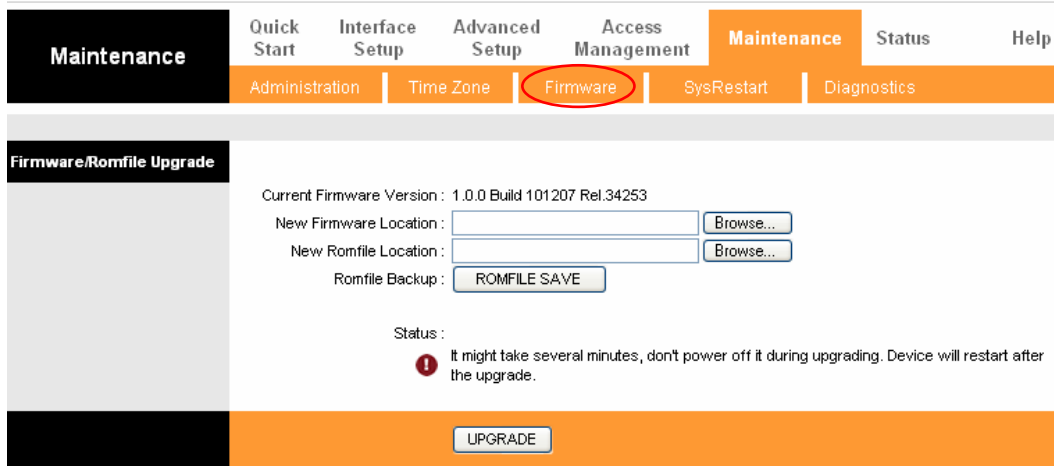 Maintenance
Quick Start
Interface Setup
Advanced Setup
Access Management
Maintenance
Status
Help
Administration
Time Zone
Firmware
SysRestart
Diagnostics
Firmware/Romfile Upgrade
Current Firmware Version : 1.0.0 Build 101207 Rel.34253
New Firmware Location : Browse...
New Romfile Location : Browse...
Romfile Backup : ROMFILE SAVE
Status :
It might take several minutes, don't power off it during upgrading. Device will restart after
the upgrade.
UPGRADE